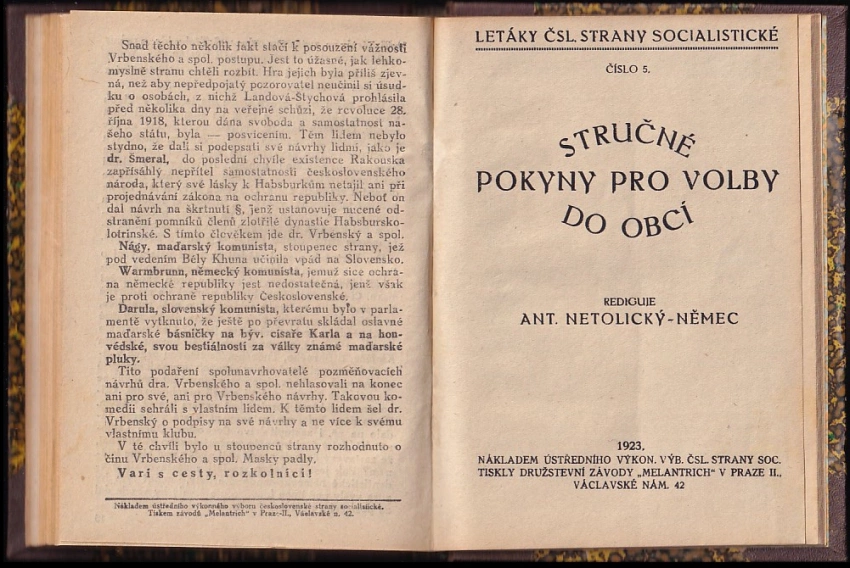 Snad těchto několik fakt stačí k posouzení vážnosti
Vrbenského a spol. postupu. Jest to úžasné, jak lehko-
myslně stranu chtěli rozbít. Hra jejich byla příliš zjev-
ná, než aby nepředpojatý pozorovatel neučinil si úsud-
ku o osobách, z nichž Landová-Štychová prohlásila
před několika dny na veřejné schůzi, že revoluce 28.
října 1918, kterou dána svoboda a samostatnost na-
šeho státu, byla — posvícením. Těm lidem nebylo
stydno, že dali si podepsati své návrhy lidmi, jako je
dr. Šmeral, do poslední chvíle existence Rakouska
zapřísáhlý nepřítel samostatnosti československého
národa, který své lásky k Habsburkům netajil ani při
projednávání zákona na ochranu republiky. Neboť on
dal návrh na škrtnutí §, jenž ustanovuje nucené od-
stranění pomníků členů zlotřilé dynastie Habsbursko-
lotrinské. S tímto člověkem jde dr. Vrbenský a spol.
Nágy, maďarský komunista, stoupenec strany, jež
pod vedením Bély Khuna učinila vpád na Slovensko.
Warmbrunn, německý komunista, jemuž sice ochra-
na německé republiky jest nedostatečná, jenž však
je proti ochraně republiky Československé.
Darula, slovenský komunista, kterému bylo v parla-
mentě vytknuto, že ještě po převratu skládal oslavné
maďarské básničky na býv. císaře Karla a na hon-
védské, svou bestiálností za války známé maďarské
pluky.
Tito podaření spolunavrhovatelé pozměňovacích
návrhů dra. Vrbenského a spol. nehlasovali na konec
ani pro své, ani pro Vrbenského návrhy. Takovou ko-
medii sehráli s vlastním lidem. K těmto lidem šel dr.
Vrbenský o podpisy na své návrhy a ne více k svému
vlastnímu klubu.
V té chvíli bylo u stoupenců strany rozhodnuto o
činu Vrbenského a spol. Masky padly.
Vari s cesty, rozkolníci!
Nákladem ústředního výkonného výboru československé strany socialistické.
Tiskem závodů „Melantrich" v Praze-II., Václavské n. 42.
LETÁKY ČSL. STRANY SOCIALISTICKÉ
ČÍSLO 5.
STRUČNÉ
POKYNY PRO VOLBY
DO OBCÍ
REDIGUJE
ANT. NETOLICKÝ-NĚMEC
1923.
NÁKLADEM ÚSTŘEDNÍHO VÝKON. VÝB. ČSL. STRANY SOC.
TISKLY DRUŽSTEVNÍ ZÁVODY „MELANTRICH" V PRAZE II.,
VÁCLAVSKÉ NÁM. 42